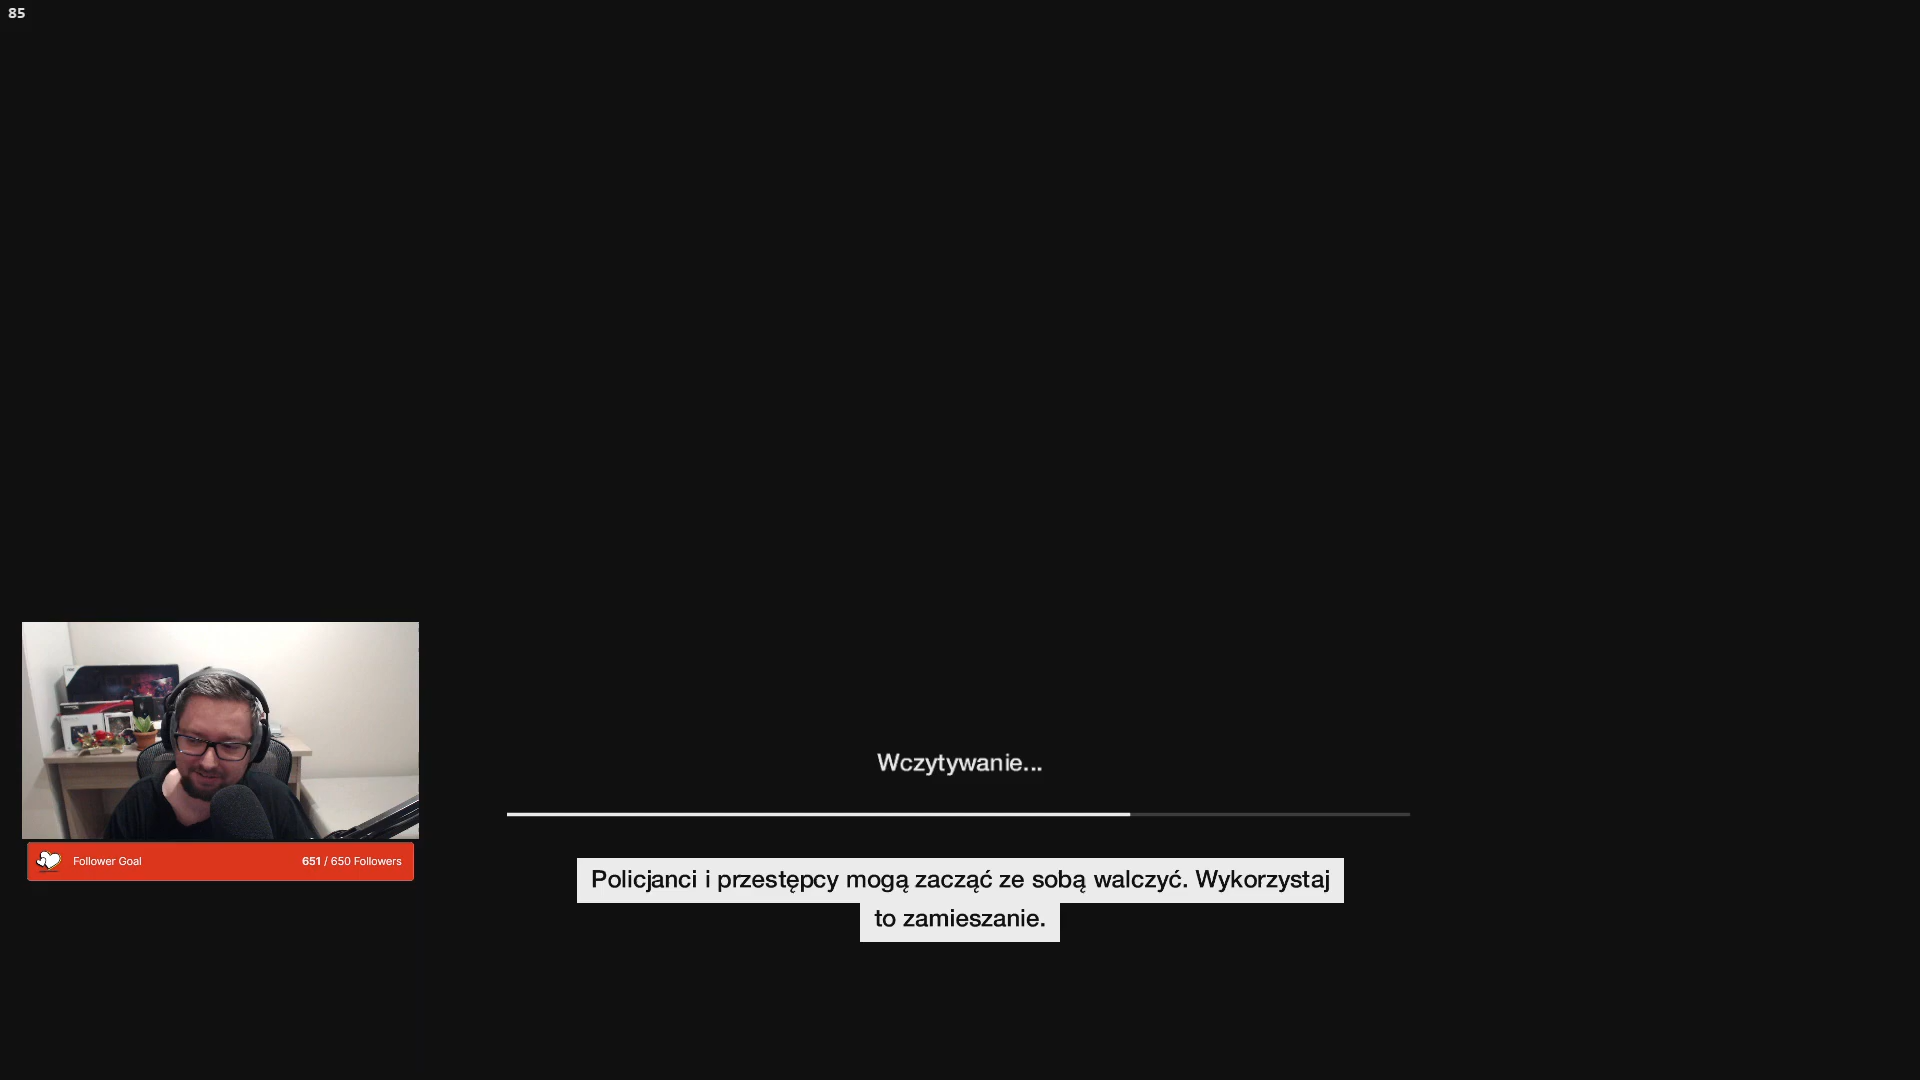 85
Wczytywanie...
Follower Goal 651 / 650 Followers
Policjanci i przestępcy mogą zacząć ze sobą walczyć. Wykorzystaj
to zamieszanie.